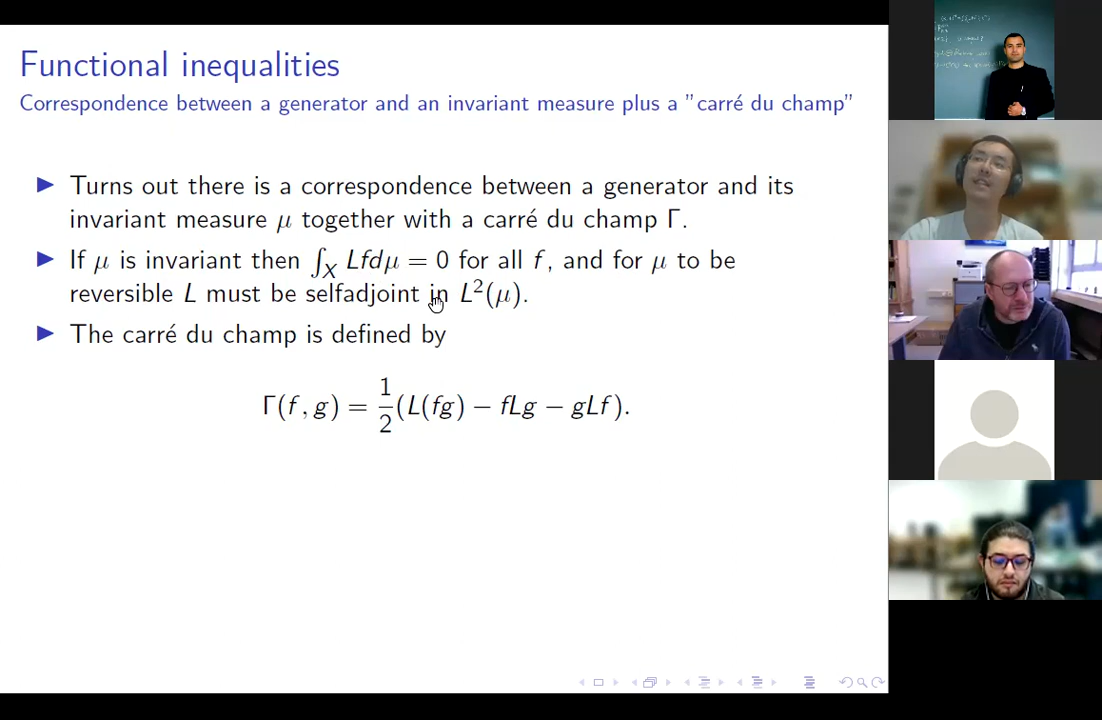 Functional inequalities
Correspondence between a generator and an invariant measure plus a "carré du champ"
▶ Turns out there is a correspondence between a generator and its
invariant measure μ together with a carré du champ Γ.
▶ If μ is invariant then ∫_X Lfdμ = 0 for all f, and for μ to be
reversible L must be selfadjoint in L²(μ).
▶ The carré du champ is defined by
Γ(f, g) = 1/2 (L(fg) − fLg − gLf).